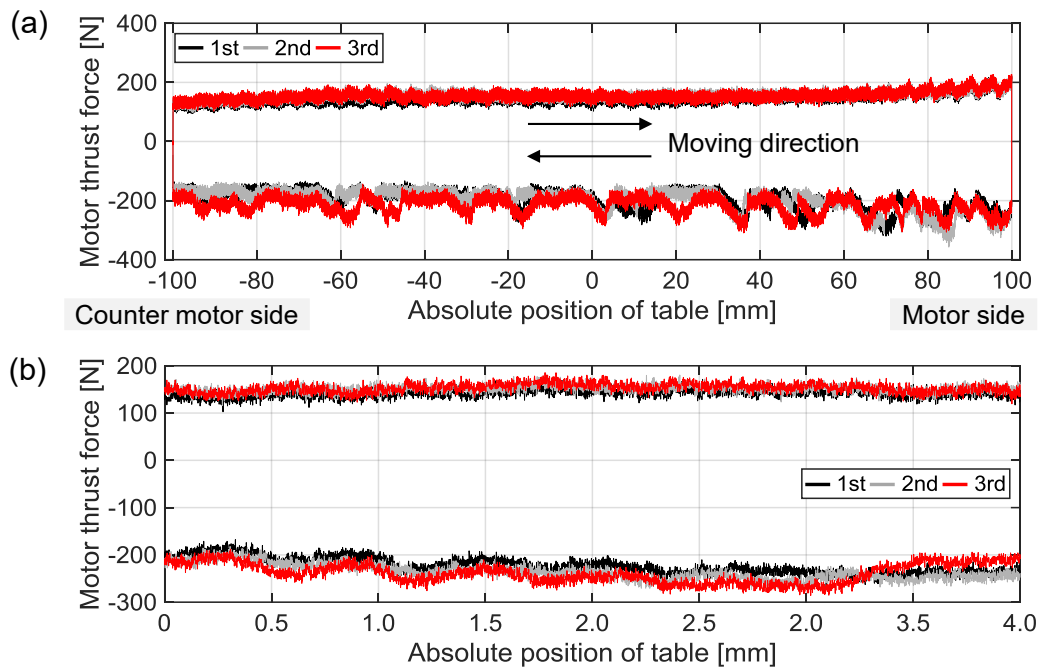 (a)
Motor thrust force [N]
400
200
0
-200
-400
1st 2nd 3rd
Moving direction
-100 -80 -60 -40 -20 0 20 40 60 80 100
Absolute position of table [mm]
Counter motor side
Motor side
(b)
Motor thrust force [N]
200
100
0
-100
-200
-300
1st 2nd 3rd
0 0.5 1.0 1.5 2.0 2.5 2.0 3.5 4.0
Absolute position of table [mm]